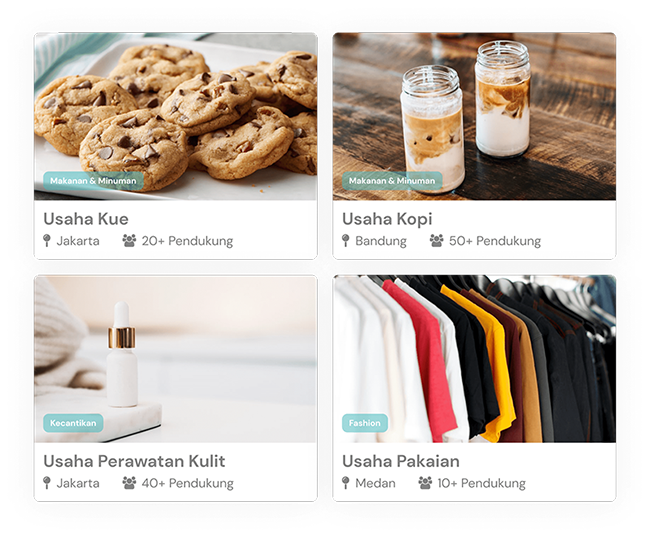 Makanan & Minuman
Usaha Kue
Jakarta 20+ Pendukung
Makanan & Minuman
Usaha Kopi
Bandung 50+ Pendukung
Kecantikan
Usaha Perawatan Kulit
Jakarta 40+ Pendukung
Fashion
Usaha Pakaian
Medan 10+ Pendukung